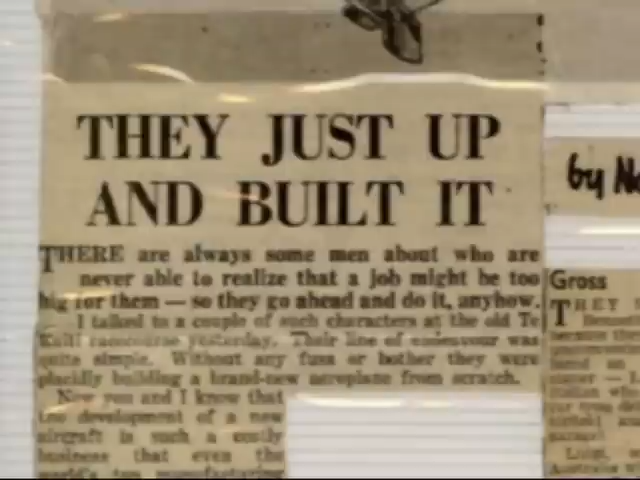 THEY JUST UP
AND BUILT IT
THERE are always some men about who are
never able to realize that a job might be too
big for them — so they go ahead and do it, anyhow.
I talked to a couple of such characters at the old Te
Kuiti racecourse yesterday. Their line of endeavour was
quite simple. Without any fuss or bother they were
placidly building a brand-new aeroplane from scratch.
Now you and I know that
the development of a new
aircraft is such a costly
business that even the
world's top manufacturing
by
Gross
THEY